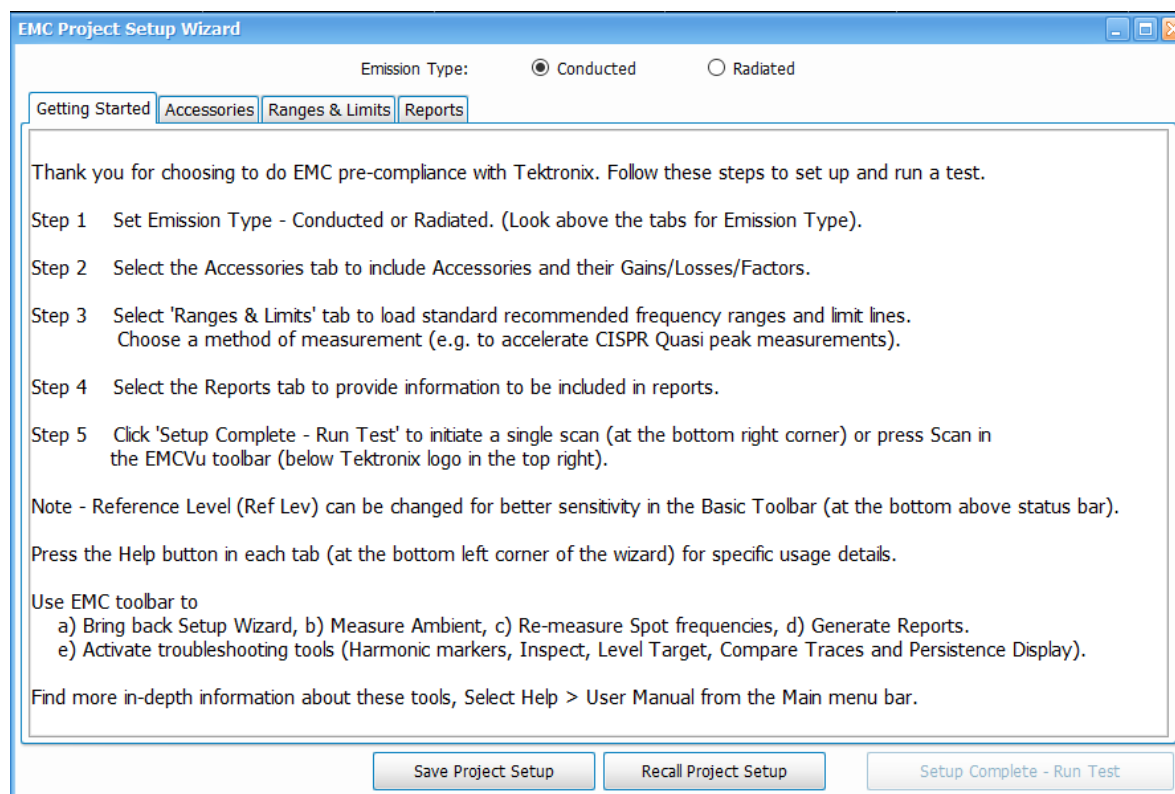 EMC Project Setup Wizard
Emission Type: Conducted Radiated
Getting Started Accessories Ranges & Limits Reports
Thank you for choosing to do EMC pre-compliance with Tektronix. Follow these steps to set up and run a test.
Step 1 Set Emission Type - Conducted or Radiated. (Look above the tabs for Emission Type).
Step 2 Select the Accessories tab to include Accessories and their Gains/Losses/Factors.
Step 3 Select 'Ranges & Limits' tab to load standard recommended frequency ranges and limit lines.
Choose a method of measurement (e.g. to accelerate CISPR Quasi peak measurements).
Step 4 Select the Reports tab to provide information to be included in reports.
Step 5 Click 'Setup Complete - Run Test' to initiate a single scan (at the bottom right corner) or press Scan in
the EMCVu toolbar (below Tektronix logo in the top right).
Note - Reference Level (Ref Lev) can be changed for better sensitivity in the Basic Toolbar (at the bottom above status bar).
Press the Help button in each tab (at the bottom left corner of the wizard) for specific usage details.
Use EMC toolbar to
a) Bring back Setup Wizard, b) Measure Ambient, c) Re-measure Spot frequencies, d) Generate Reports.
e) Activate troubleshooting tools (Harmonic markers, Inspect, Level Target, Compare Traces and Persistence Display).
Find more in-depth information about these tools, Select Help > User Manual from the Main menu bar.
Save Project Setup Recall Project Setup Setup Complete - Run Test